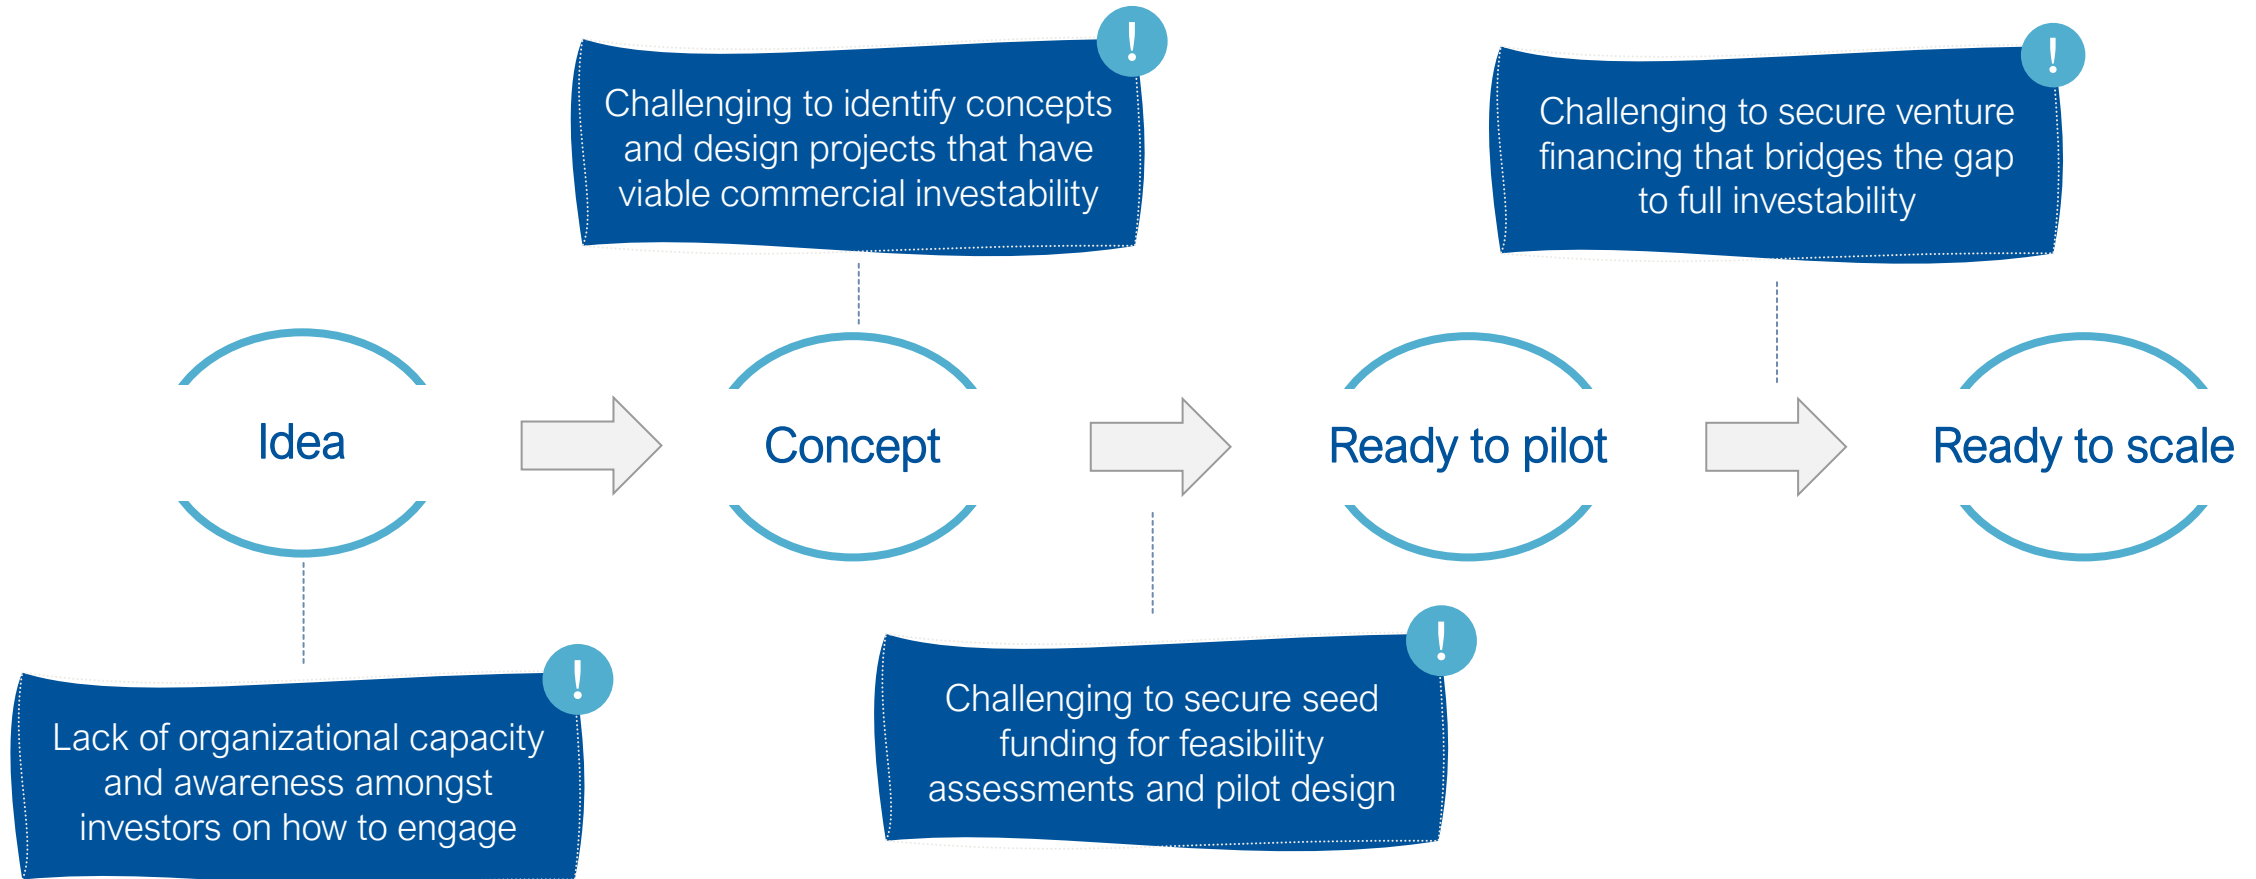 !
Challenging to identify concepts
and design projects that have
viable commercial investability
!
Challenging to secure venture
financing that bridges the gap
to full investability
Idea
Concept
Ready to pilot
Ready to scale
!
Lack of organizational capacity
and awareness amongst
investors on how to engage
!
Challenging to secure seed
funding for feasibility
assessments and pilot design